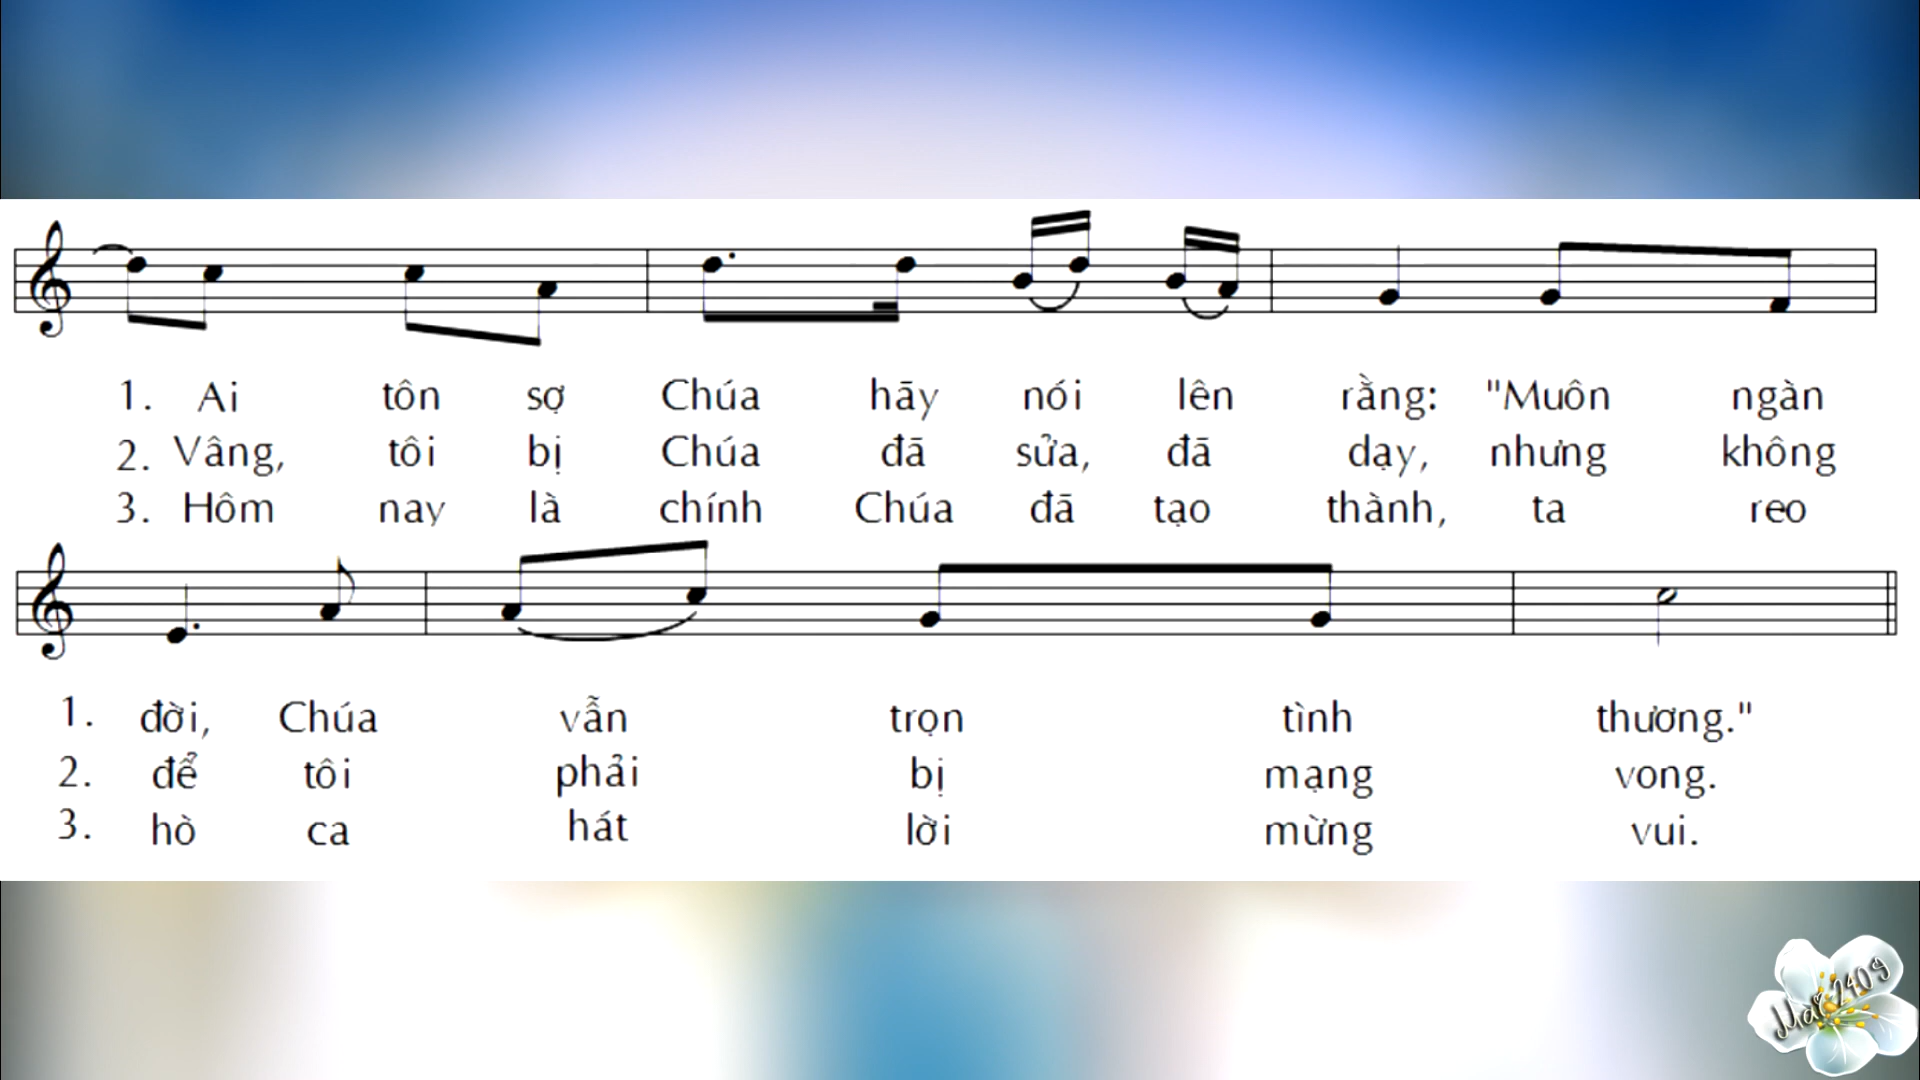 1. Ai tôn sợ Chúa hãy nói lên rằng: "Muôn ngàn
2. Vâng, tôi bị Chúa đã sửa, đã dạy, nhưng không
3. Hôm nay là chính Chúa đã tạo thành, ta reo
1. đời, Chúa vẫn trọn tình thương."
2. để tôi phải bị mạng vong.
3. hò ca hát lời mừng vui.